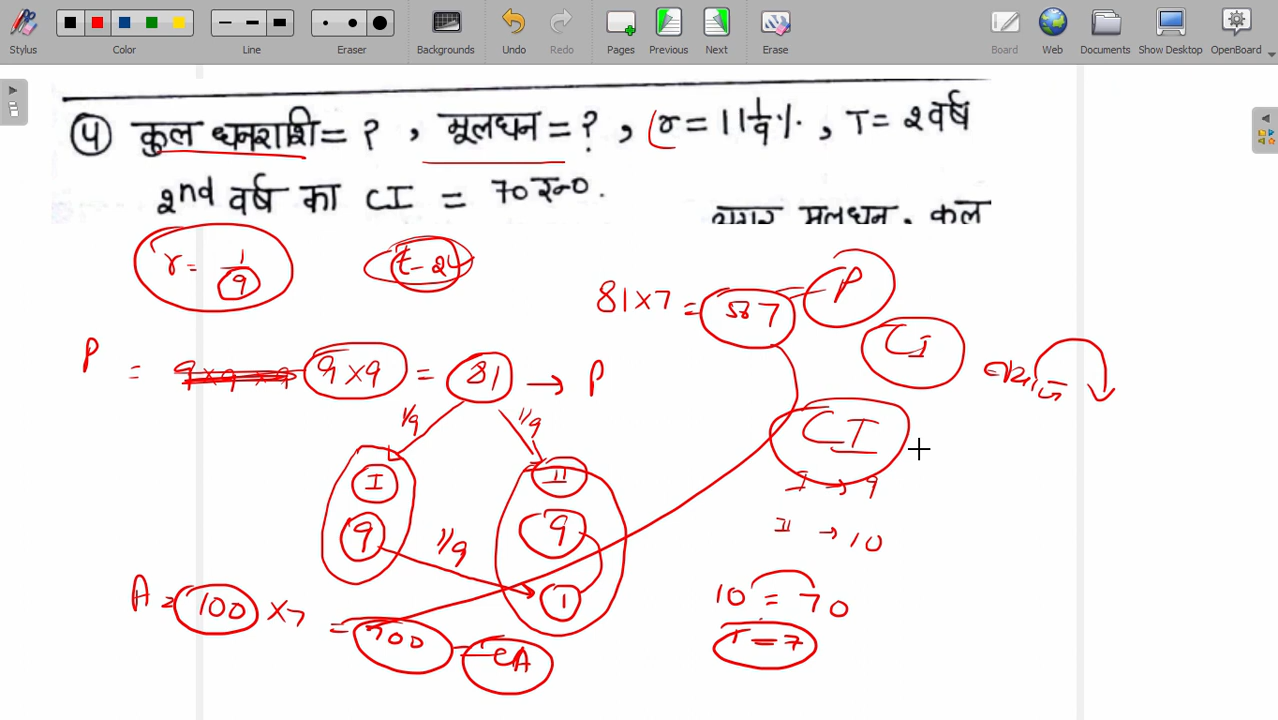 Stylus
Color
Line
Eraser
Backgrounds
Undo
Redo
Pages
Previous
Next
Erase
Board
Web
Documents
Show Desktop
OpenBoard
④ कुल धनराशि = ? , मूलधन = ? , r = 11 1/9 % , T = 2 वर्ष
2nd वर्ष का CI = 70 रू०.
मूलधन , कुल
r = 1/9
81 × 7 = 567 P
CI
P = 9 × 9 = 81 → P
1/9 1/9
CI
I II
I → 9
9 9
1/9
II → 10
1
A = 100 × 7 = 700 - CA
10 = 70
1 = 7